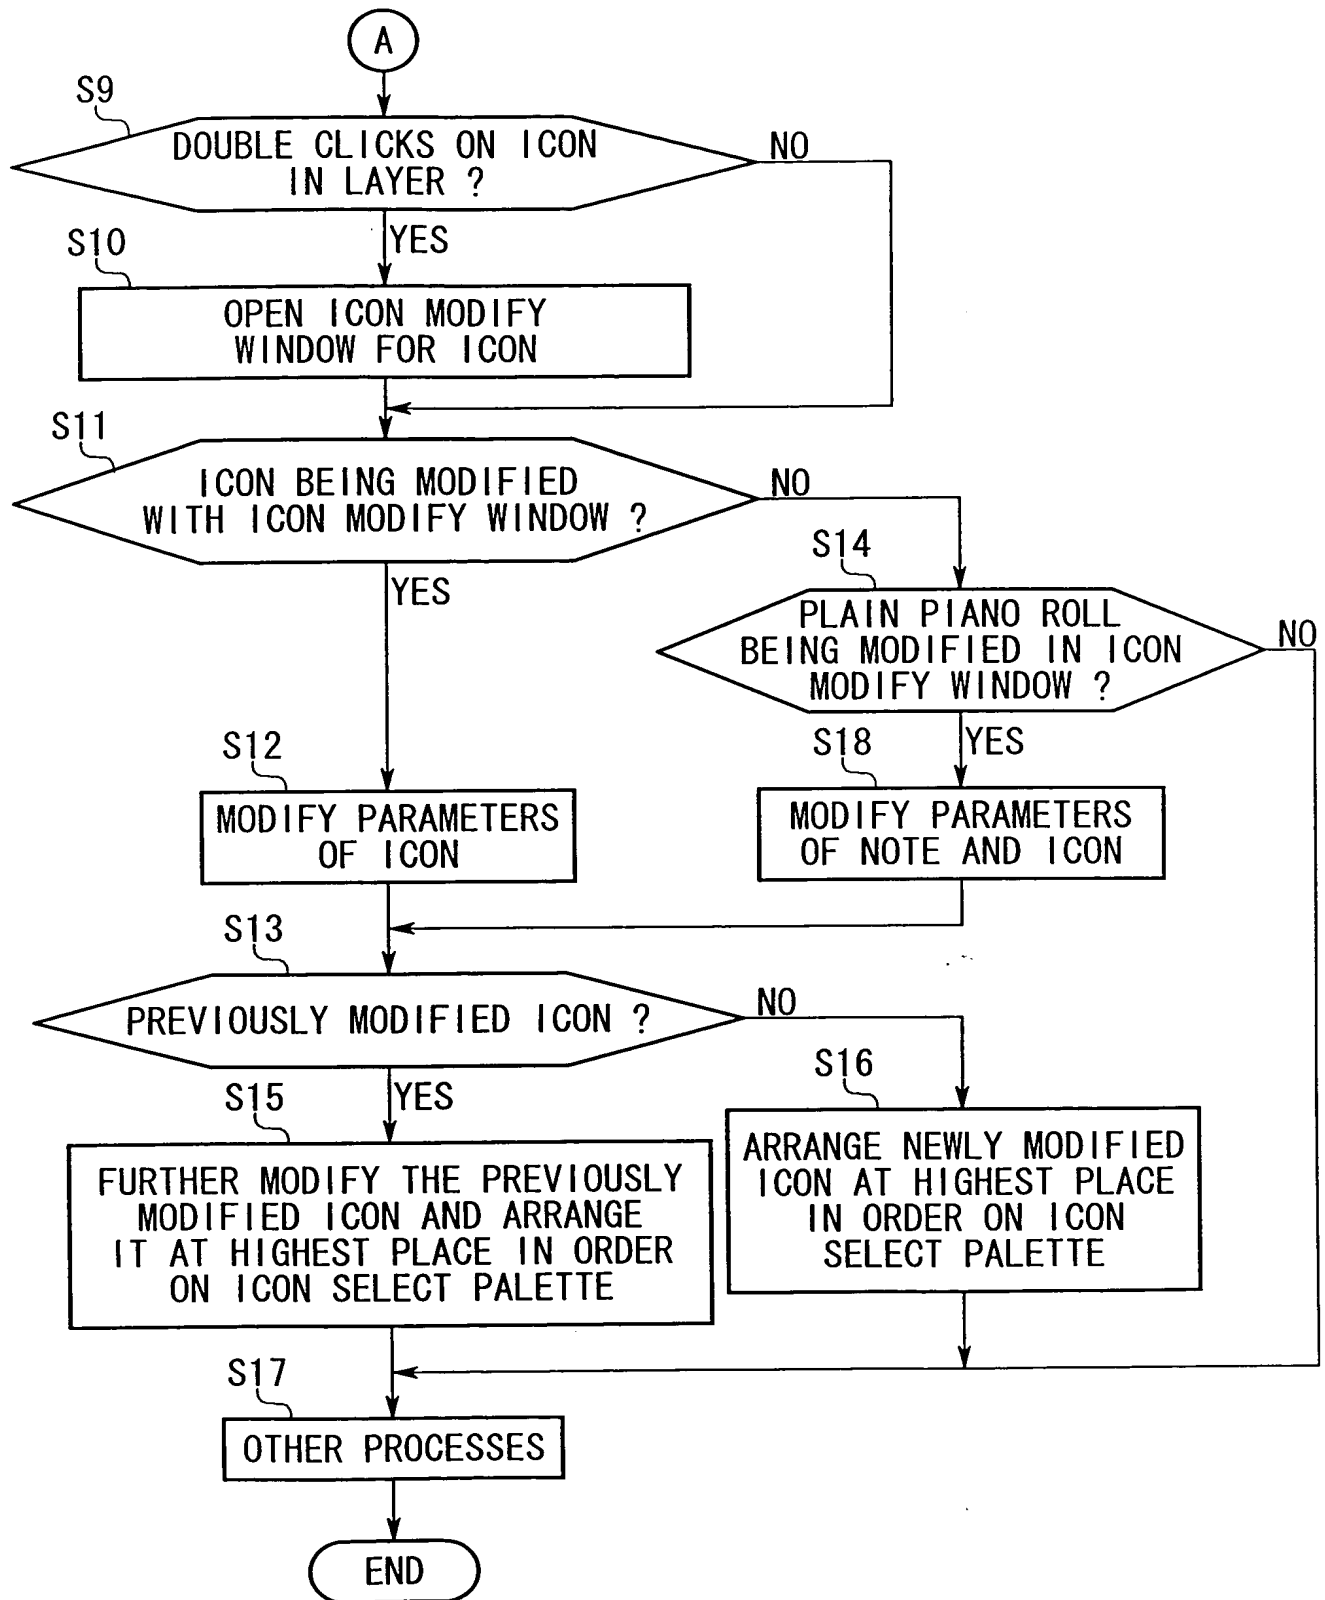 A
S9
DOUBLE CLICKS ON ICON
IN LAYER ?
NO
YES
S10
OPEN ICON MODIFY
WINDOW FOR ICON
S11
ICON BEING MODIFIED
WITH ICON MODIFY WINDOW ?
NO
YES
S14
PLAIN PIANO ROLL
BEING MODIFIED IN ICON
MODIFY WINDOW ?
NO
YES
S12
MODIFY PARAMETERS
OF ICON
S18
MODIFY PARAMETERS
OF NOTE AND ICON
S13
PREVIOUSLY MODIFIED ICON ?
NO
YES
S15
FURTHER MODIFY THE PREVIOUSLY
MODIFIED ICON AND ARRANGE
IT AT HIGHEST PLACE IN ORDER
ON ICON SELECT PALETTE
S16
ARRANGE NEWLY MODIFIED
ICON AT HIGHEST PLACE
IN ORDER ON ICON
SELECT PALETTE
S17
OTHER PROCESSES
END